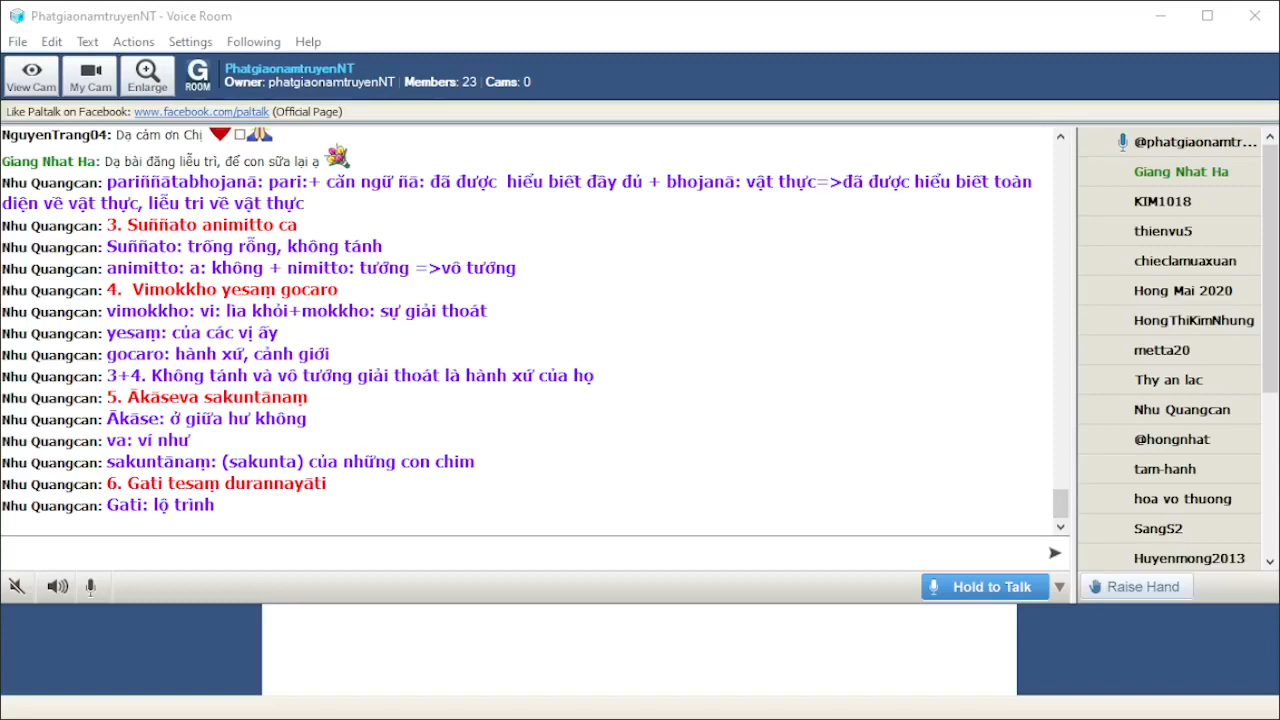 PhatgiaonamtruyenNT - Voice Room
File Edit Text Actions Settings Following Help
View Cam My Cam Enlarge G ROOM
PhatgiaonamtruyenNT
Owner: phatgiaonamtruyenNT Members: 23 Cams: 0
Like Paltalk on Facebook: www.facebook.com/paltalk (Official Page)
NguyenTrang04: Dạ cảm ơn Chị
Giang Nhat Ha: Dạ bài đặng liễu trì, để con sữa lại ạ
Nhu Quangcan: pariññātabhojanā: pari:+ căn ngữ ñā: đã được hiểu biết đầy đủ + bhojanā: vật thực=>đã được hiểu biết toàn
diện về vật thực, liễu tri về vật thực
Nhu Quangcan: 3. Suññato animitto ca
Nhu Quangcan: Suññato: trống rỗng, không tánh
Nhu Quangcan: animitto: a: không + nimitto: tướng =>vô tướng
Nhu Quangcan: 4. Vimokkho yesaṃ gocaro
Nhu Quangcan: vimokkho: vi: lìa khỏi+mokkho: sự giải thoát
Nhu Quangcan: yesaṃ: của các vị ấy
Nhu Quangcan: gocaro: hành xứ, cảnh giới
Nhu Quangcan: 3+4. Không tánh và vô tướng giải thoát là hành xứ của họ
Nhu Quangcan: 5. Ākāseva sakuntānaṃ
Nhu Quangcan: Ākāse: ở giữa hư không
Nhu Quangcan: va: ví như
Nhu Quangcan: sakuntānaṃ: (sakunta) của những con chim
Nhu Quangcan: 6. Gati tesaṃ durannayāti
Nhu Quangcan: Gati: lộ trình
@phatgiaonamtr...
Giang Nhat Ha
KIM1018
thienvu5
chieclamuaxuan
Hong Mai 2020
HongThiKimNhung
metta20
Thy an lac
Nhu Quangcan
@hongnhat
tam-hanh
hoa vo thuong
SangS2
Huyenmong2013
Hold to Talk
Raise Hand